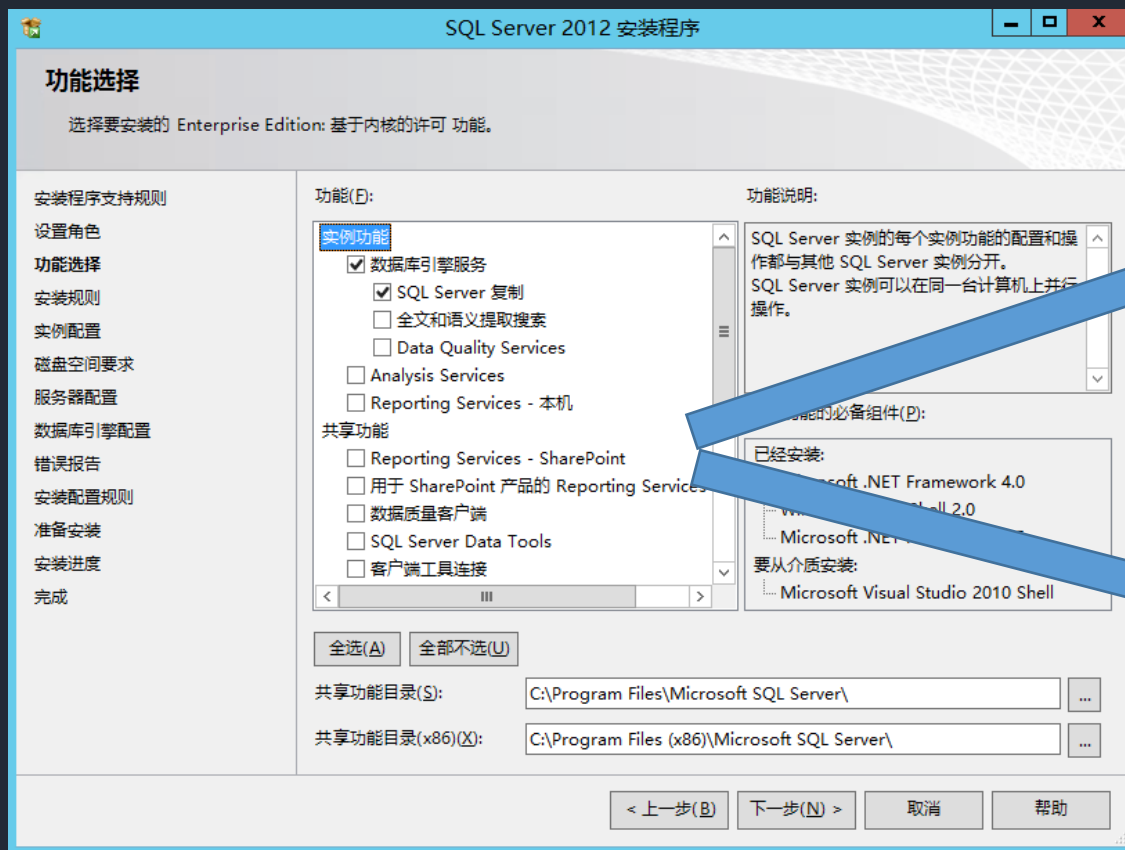 SQL Server 2012 安装程序
功能选择
选择要安装的 Enterprise Edition: 基于内核的许可 功能。
安装程序支持规则
设置角色
功能选择
安装规则
实例配置
磁盘空间要求
服务器配置
数据库引擎配置
错误报告
安装配置规则
准备安装
安装进度
完成
功能(F):
实例功能
数据库引擎服务
SQL Server 复制
全文和语义提取搜索
Data Quality Services
Analysis Services
Reporting Services - 本机
共享功能
Reporting Services - SharePoint
用于 SharePoint 产品的 Reporting Services
数据质量客户端
SQL Server Data Tools
客户端工具连接
功能说明:
SQL Server 实例的每个实例功能的配置和操
作都与其他 SQL Server 实例分开。
SQL Server 实例可以在同一台计算机上并行
操作。
的必备组件(P):
已经安装:
.NET Framework 4.0
2.0
Microsoft
要从介质安装:
Microsoft Visual Studio 2010 Shell
全选(A)
全部不选(U)
共享功能目录(S):
C:\Program Files\Microsoft SQL Server\
...
共享功能目录(x86)(X):
C:\Program Files (x86)\Microsoft SQL Server\
...
< 上一步(B)
下一步(N) >
取消
帮助